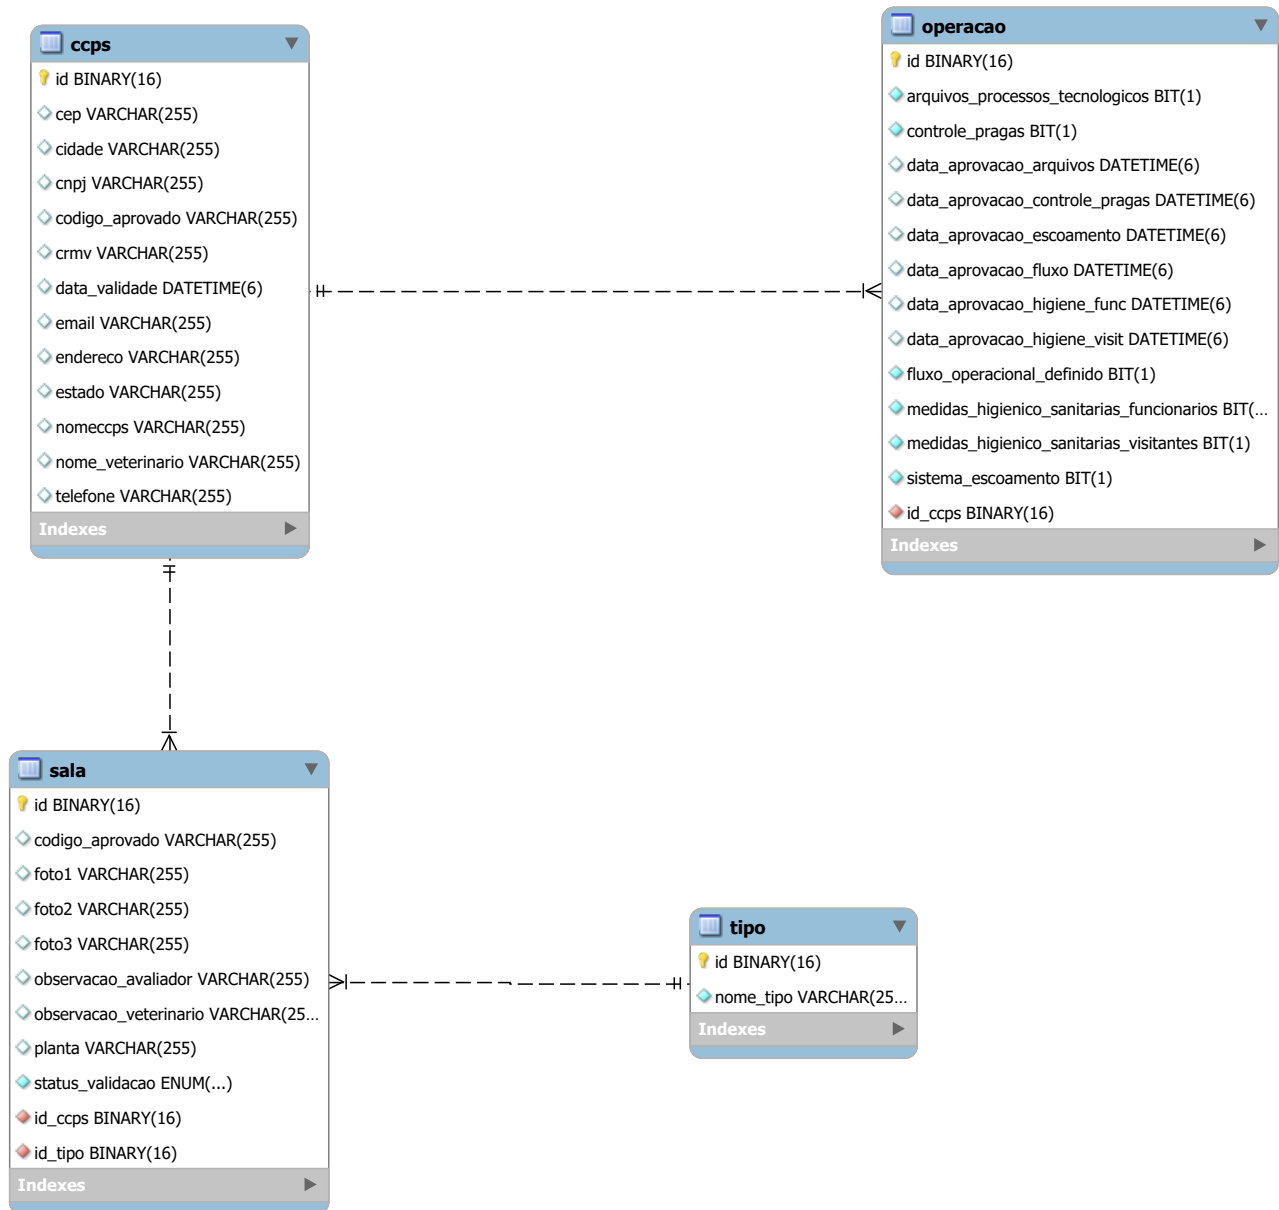 ccps
id BINARY(16)
cep VARCHAR(255)
cidade VARCHAR(255)
cnpj VARCHAR(255)
codigo_aprovado VARCHAR(255)
crmv VARCHAR(255)
data_validade DATETIME(6)
email VARCHAR(255)
endereco VARCHAR(255)
estado VARCHAR(255)
nomeccps VARCHAR(255)
nome_veterinario VARCHAR(255)
telefone VARCHAR(255)
Indexes
operacao
id BINARY(16)
arquivos_processos_tecnologicos BIT(1)
controle_pragas BIT(1)
data_aprovacao_arquivos DATETIME(6)
data_aprovacao_controle_pragas DATETIME(6)
data_aprovacao_escoamento DATETIME(6)
data_aprovacao_fluxo DATETIME(6)
data_aprovacao_higiene_func DATETIME(6)
data_aprovacao_higiene_visit DATETIME(6)
fluxo_operacional_definido BIT(1)
medidas_higienico_sanitarias_funcionarios BIT(...
medidas_higienico_sanitarias_visitantes BIT(1)
sistema_escoamento BIT(1)
id_ccps BINARY(16)
Indexes
sala
id BINARY(16)
codigo_aprovado VARCHAR(255)
foto1 VARCHAR(255)
foto2 VARCHAR(255)
foto3 VARCHAR(255)
observacao_avaliador VARCHAR(255)
observacao_veterinario VARCHAR(25...
planta VARCHAR(255)
status_validacao ENUM(...)
id_ccps BINARY(16)
id_tipo BINARY(16)
Indexes
tipo
id BINARY(16)
nome_tipo VARCHAR(25...
Indexes